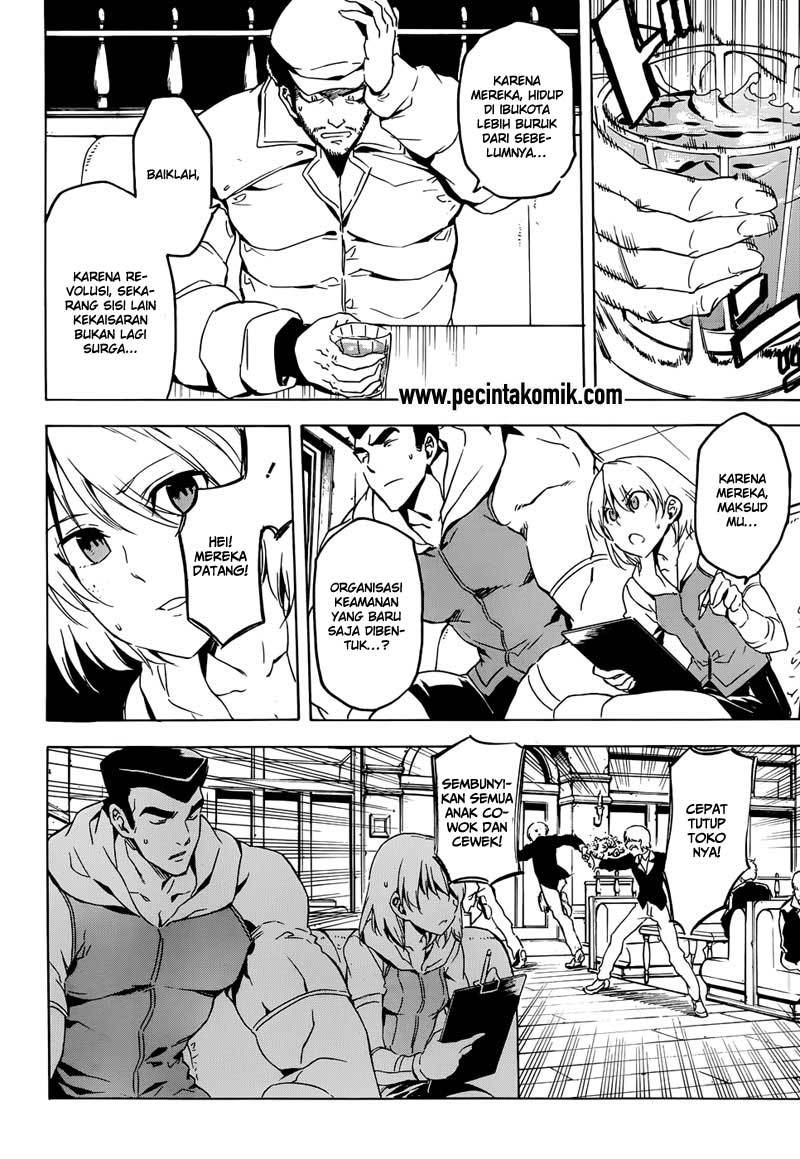 ド
ン
KARENA
MEREKA, HIDUP
DI IBUKOTA
LEBIH BURUK
DARI SEBE-
LUMNYA...
BAIKLAH,
KARENA RE-
VOLUSI, SEKA-
RANG SISI LAIN
KEKAISARAN
BUKAN LAGI
SURGA...
www.pecintakomik.com
KARENA
MEREKA,
MAKSUD
MU...
ORGANISASI
KEAMANAN
YANG BARU
SAJA DIBEN-
TUK...?
!
HEI!
MEREKA
DATANG!
CEPAT
TUTUP
TOKO
NYA!
SEMBUNYI-
KAN SEMUA
ANAK CO-
WOK DAN
CEWEK!